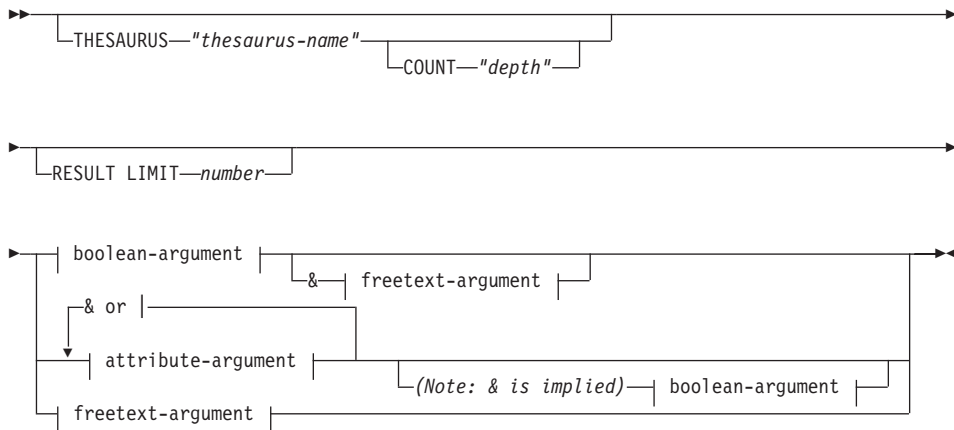 THESAURUS "thesaurus-name"
COUNT "depth"
RESULT LIMIT number
boolean-argument
& freetext-argument
& or |
attribute-argument
(Note: & is implied) boolean-argument
freetext-argument